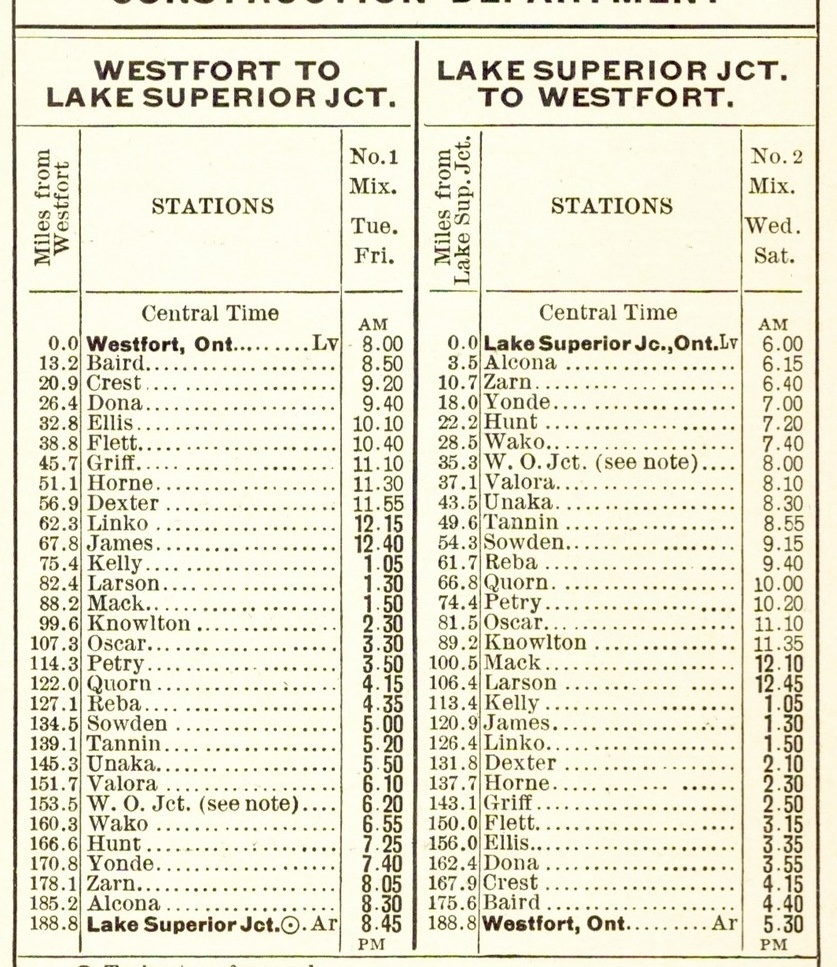 CONSTRUCTION DEPARTMENT
WESTFORT TO
LAKE SUPERIOR JCT.
Miles from
Westfort
STATIONS
No.1
Mix.
Tue.
Fri.
Central Time
AM
0.0 Westfort, Ont.........Lv 8.00
13.2 Baird.................... 8.50
20.9 Crest.................... 9.20
26.4 Dona.................... 9.40
32.8 Ellis.................... 10.10
38.8 Flett.................... 10.40
45.7 Griff.................... 11.10
51.1 Horne.................... 11.30
56.9 Dexter.................... 11.55
62.3 Linko .................... 12.15
67.8 James.................... 12.40
75.4 Kelly.................... 1.05
82.4 Larson.................... 1.30
88.2 Mack.................... 1.50
99.6 Knowlton .............. 2.30
107.3 Oscar.................... 3.30
114.3 Petry.................... 3.50
122.0 Quorn .................... 4.15
127.1 Reba.................... 4.35
134.5 Sowden ................. 5.00
139.1 Tannin.................... 5.20
145.3 Unaka.................... 5.50
151.7 Valora .................... 6.10
153.5 W. O. Jct. (see note).... 6.20
160.3 Wako .................... 6.55
166.6 Hunt .................... 7.25
170.8 Yonde.................... 7.40
178.1 Zarn.................... 8.05
185.2 Alcona .................. 8.30
188.8 Lake Superior Jct.⊙.Ar 8.45
PM
LAKE SUPERIOR JCT.
TO WESTFORT.
Miles from
Lake Sup. Jct.
STATIONS
No. 2
Mix.
Wed.
Sat.
Central Time
AM
0.0 Lake Superior Jc.,Ont.Lv 6.00
3.5 Alcona .................. 6.15
10.7 Zarn.................... 6.40
18.0 Yonde.................... 7.00
22.2 Hunt .................... 7.20
28.5 Wako.................... 7.40
35.3 W. O. Jct. (see note).... 8.00
37.1 Valora.................... 8.10
43.5 Unaka.................... 8.30
49.6 Tannin .................. 8.55
54.3 Sowden.................. 9.15
61.7 Reba .................... 9.40
66.8 Quorn.................... 10.00
74.4 Petry.................... 10.20
81.5 Oscar.................... 11.10
89.2 Knowlton .............. 11.35
100.5 Mack.................... 12.10
106.4 Larson .................. 12.45
113.4 Kelly .................... 1.05
120.9 James.................... 1.30
126.4 Linko.................... 1.50
131.8 Dexter .................. 2.10
137.7 Horne.................... 2.30
143.1 Griff.................... 2.50
150.0 Flett.................... 3.15
156.0 Ellis.................... 3.35
162.4 Dona .................... 3.55
167.9 Crest .................... 4.15
175.6 Baird .................... 4.40
188.8 Westfort, Ont.........Ar 5.30
PM